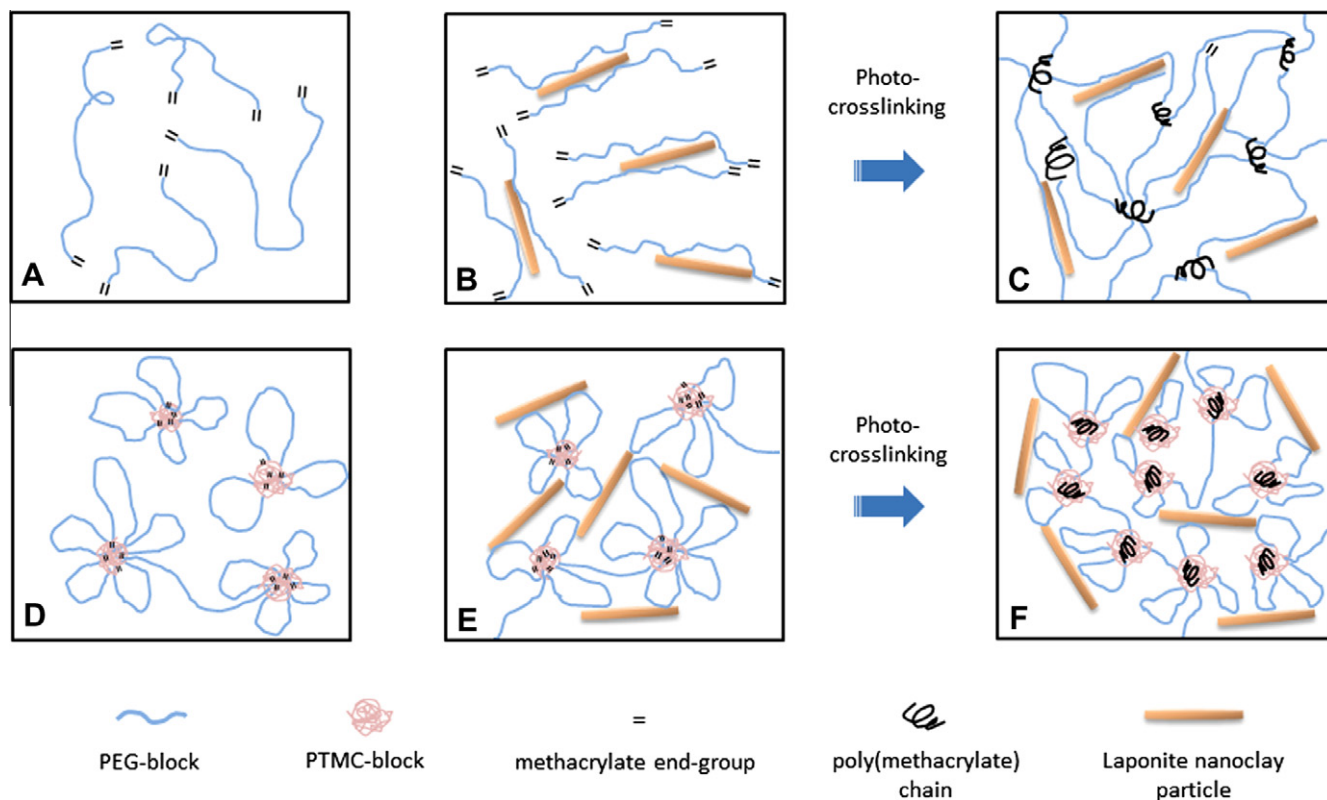 A
B
Photo-
crosslinking
C
D
E
Photo-
crosslinking
F
=
PEG-block
PTMC-block
methacrylate end-group
poly(methacrylate)
chain
Laponite nanoclay
particle